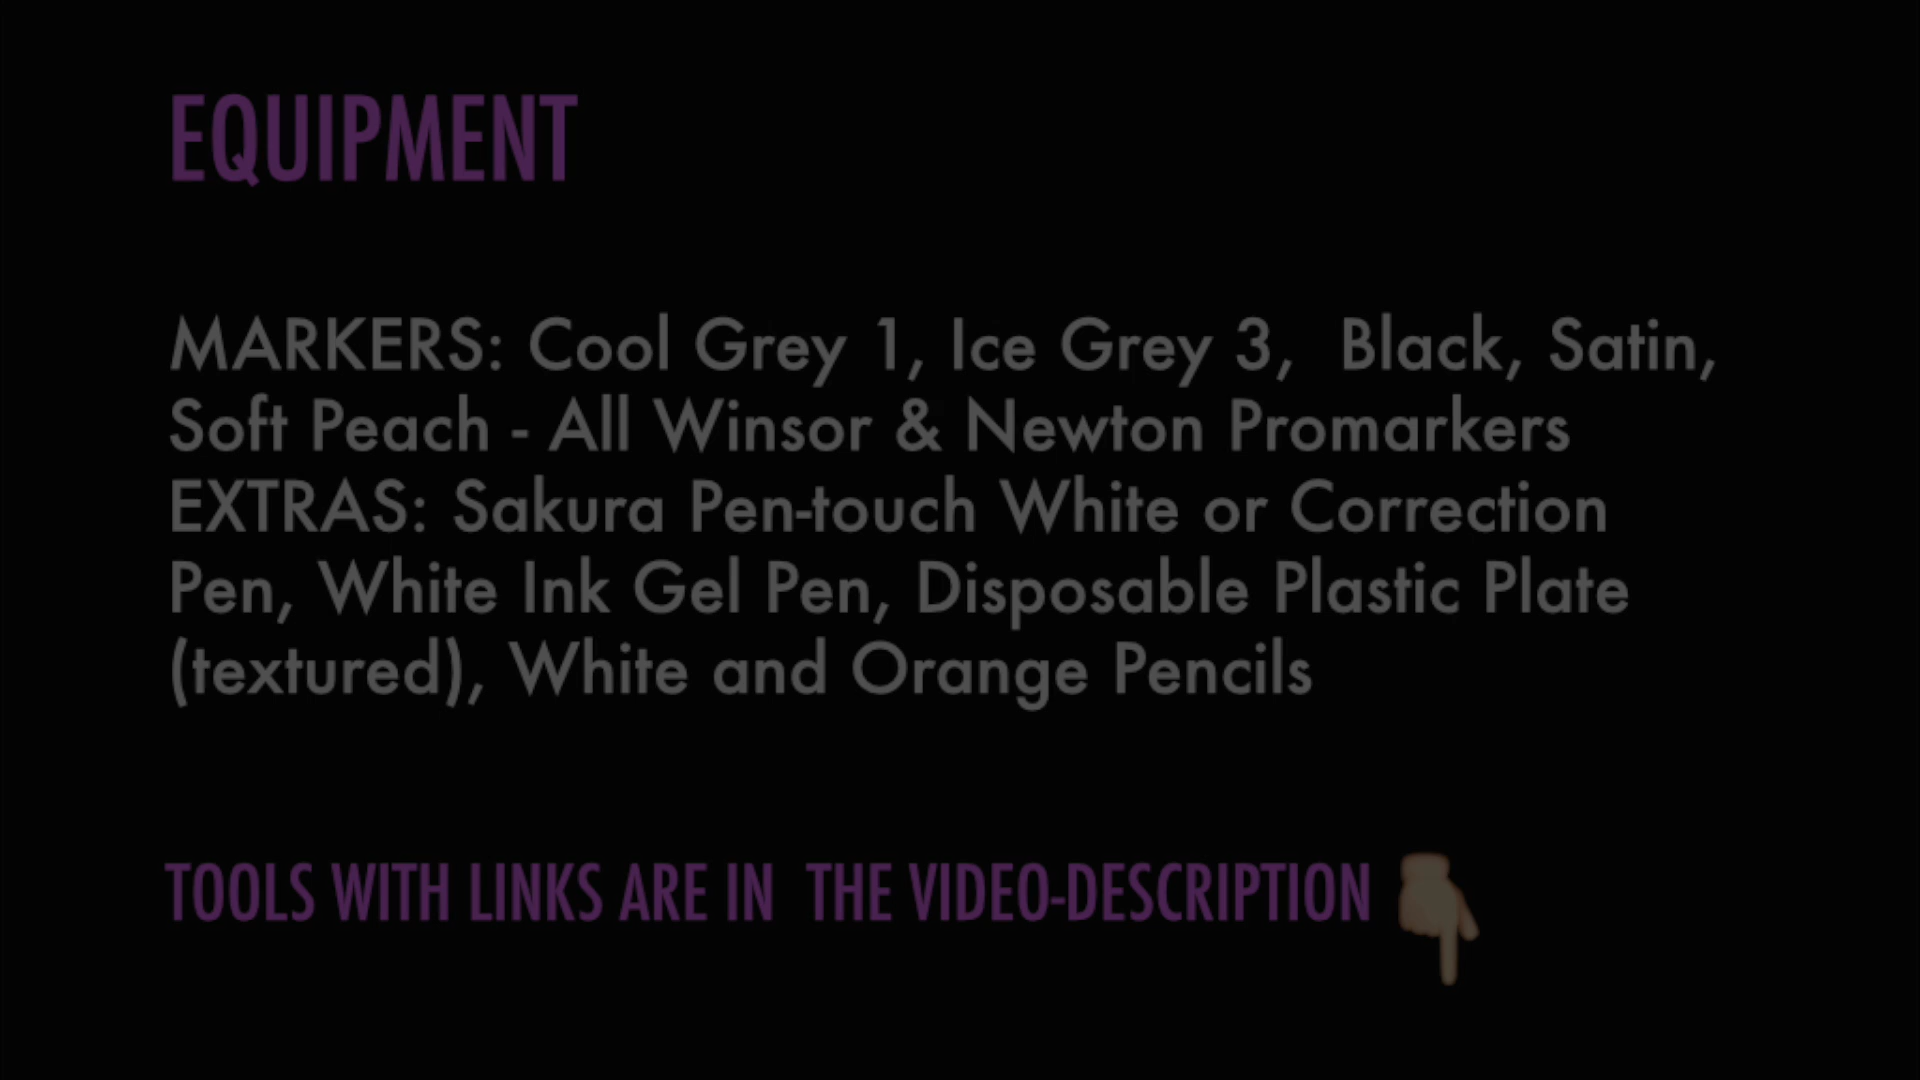 EQUIPMENT
MARKERS: Cool Grey 1, Ice Grey 3,  Black, Satin,
Soft Peach - All Winsor & Newton Promarkers
EXTRAS: Sakura Pen-touch White or Correction
Pen, White Ink Gel Pen, Disposable Plastic Plate
(textured), White and Orange Pencils
TOOLS WITH LINKS ARE IN  THE VIDEO-DESCRIPTION